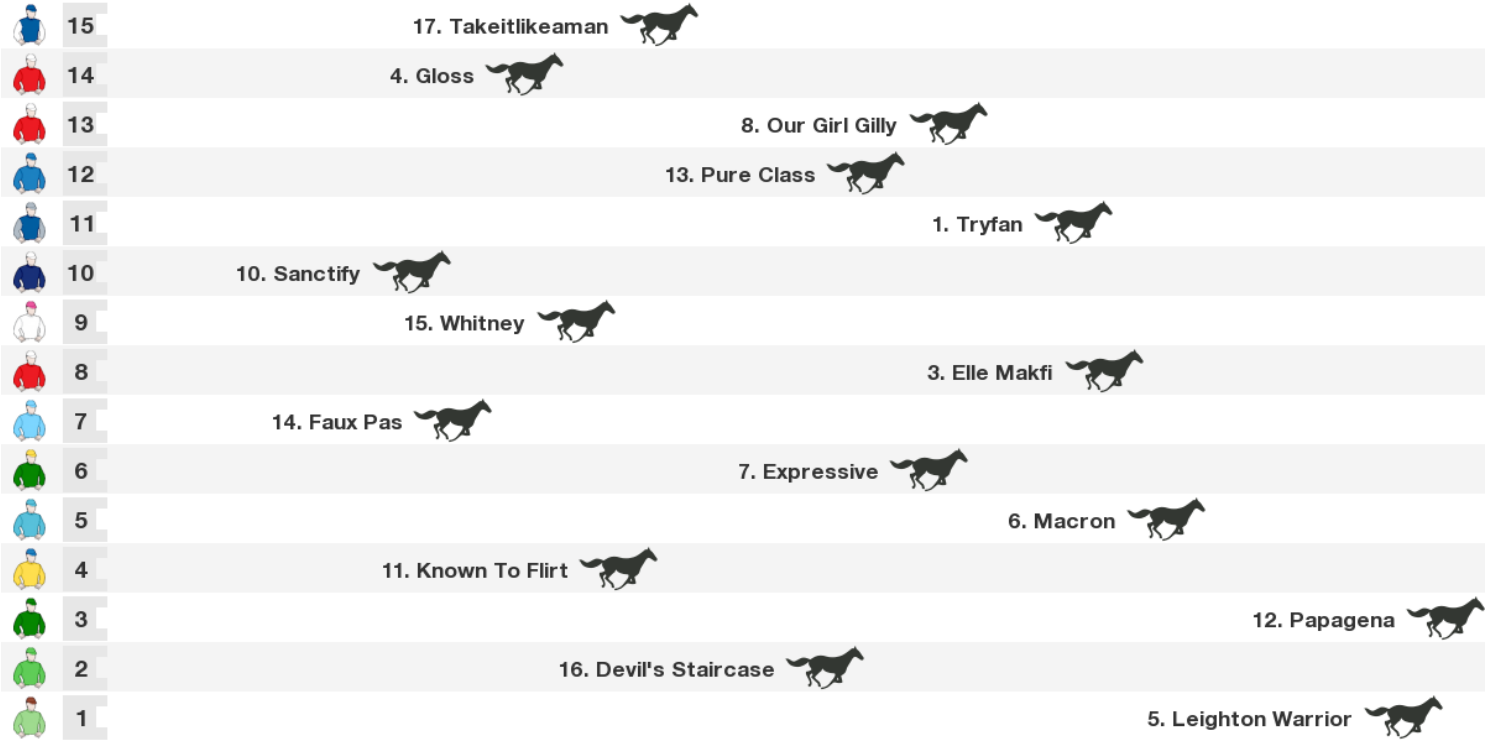 15 17. Takeitlikeaman
14 4. Gloss
13 8. Our Girl Gilly
12 13. Pure Class
11 1. Tryfan
10 10. Sanctify
9 15. Whitney
8 3. Elle Makfi
7 14. Faux Pas
6 7. Expressive
5 6. Macron
4 11. Known To Flirt
3 12. Papagena
2 16. Devil's Staircase
1 5. Leighton Warrior